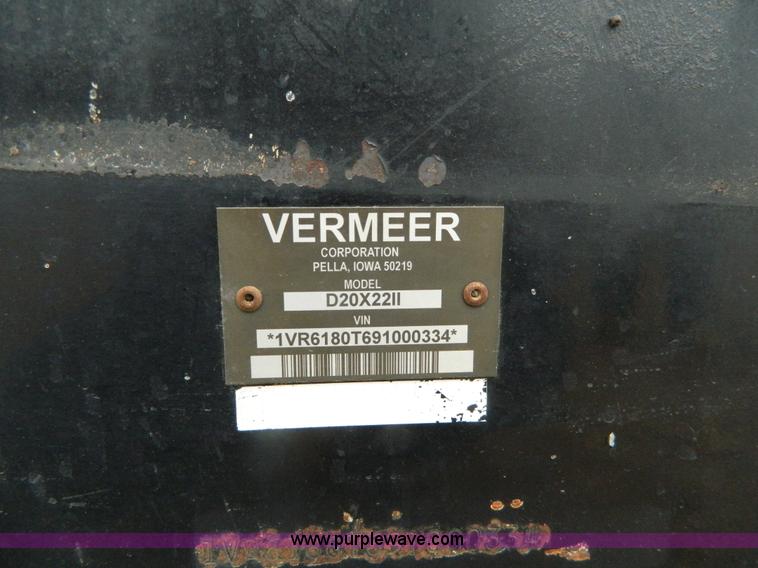 VERMEER
CORPORATION
PELLA, IOWA 50219
MODEL
D20X22II
VIN
*1VR6180T691000334*
www.purplewave.com